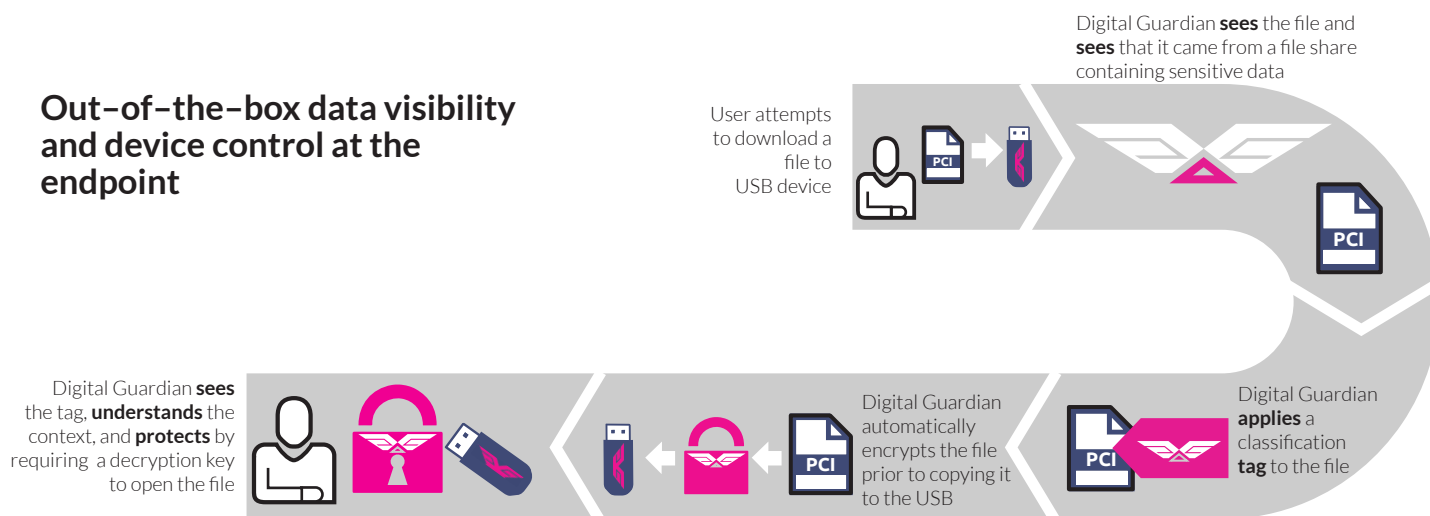 Out–of–the–box data visibility
and device control at the
endpoint
User attempts
to download a
file to
USB device
PCI
Digital Guardian sees the file and
sees that it came from a file share
containing sensitive data
PCI
Digital Guardian
applies a
classification
tag to the file
PCI
Digital Guardian
automatically
encrypts the file
prior to copying it
to the USB
PCI
Digital Guardian sees
the tag, understands the
context, and protects by
requiring a decryption key
to open the file